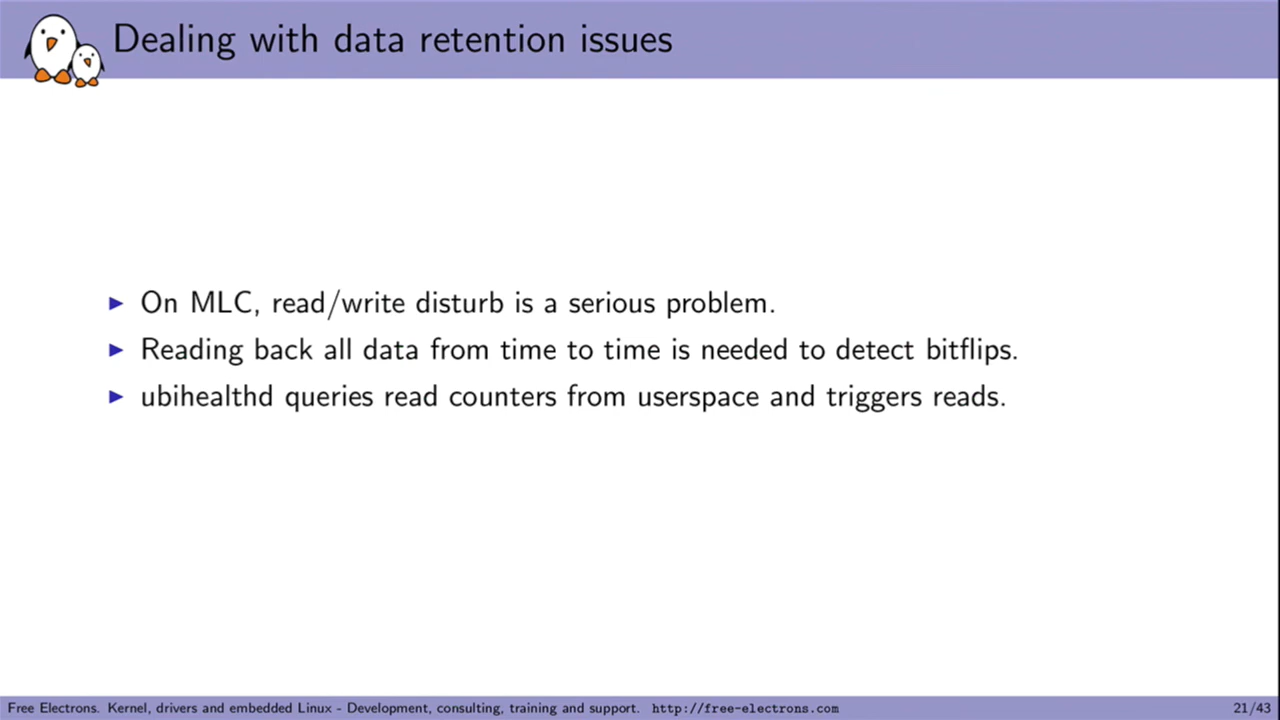 Dealing with data retention issues
▶ On MLC, read/write disturb is a serious problem.
▶ Reading back all data from time to time is needed to detect bitflips.
▶ ubihealthd queries read counters from userspace and triggers reads.
Free Electrons. Kernel, drivers and embedded Linux - Development, consulting, training and support. http://free-electrons.com 21/43